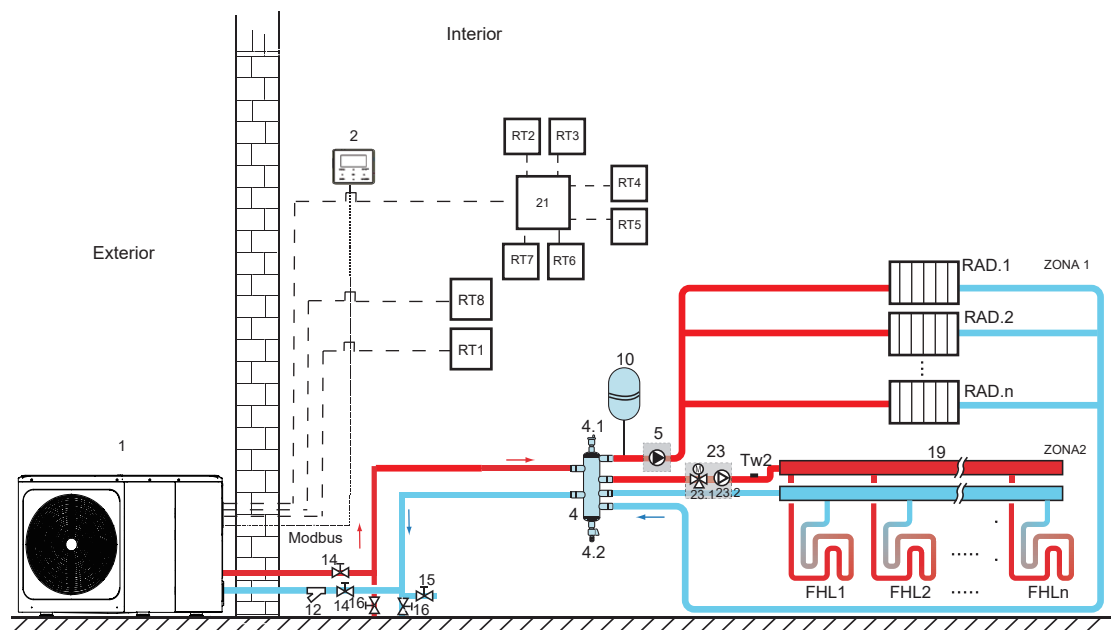 Interior
2
RT2
RT3
RT4
21
RT5
RT7
RT6
Exterior
RT8
RT1
RAD.1
ZONA 1
RAD.2
RAD.n
10
4.1
5
23
Tw2
19
ZONA2
23.1
23.2
1
4
4.2
Modbus
14
15
12
14
16
16
FHL1
FHL2
FHLn